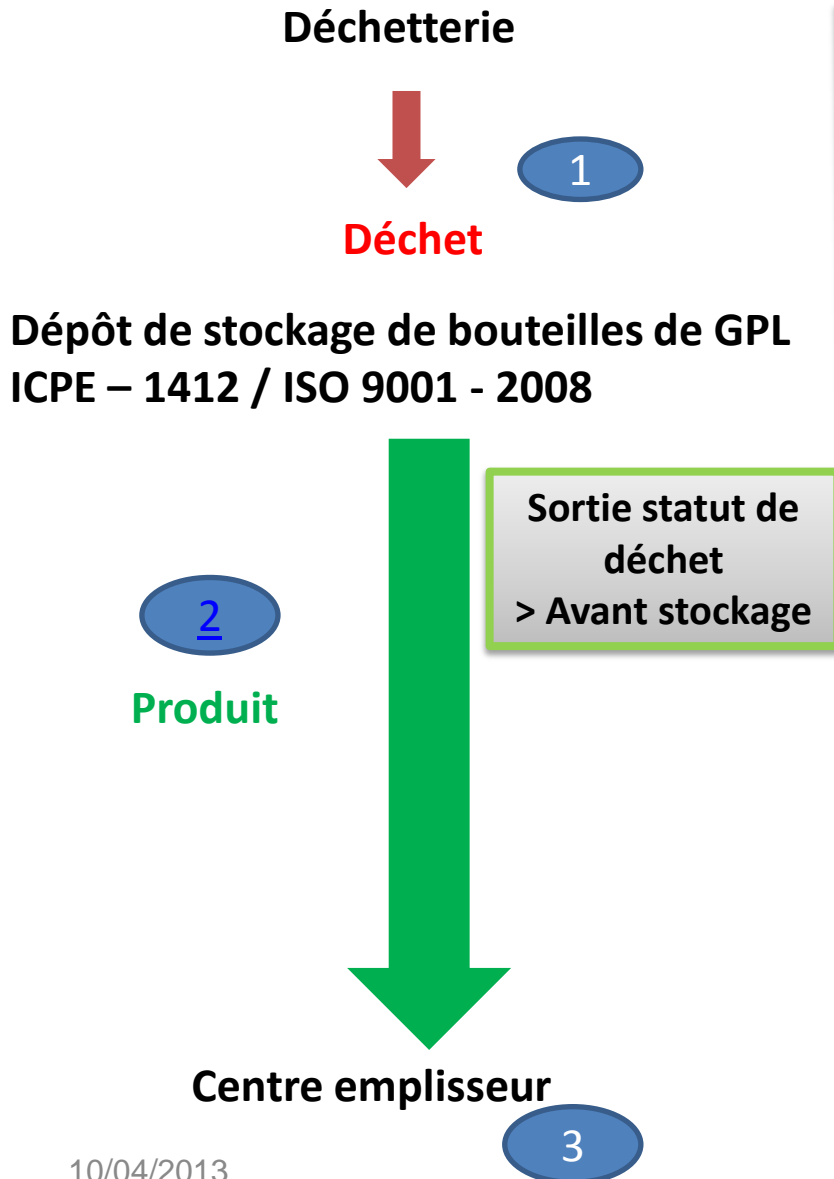 Déchetterie
1
Déchet
Dépôt de stockage de bouteilles de GPL
ICPE – 1412 / ISO 9001 - 2008
Sortie statut de
déchet
> Avant stockage
2
Produit
Centre emplisseur
3
10/04/2013